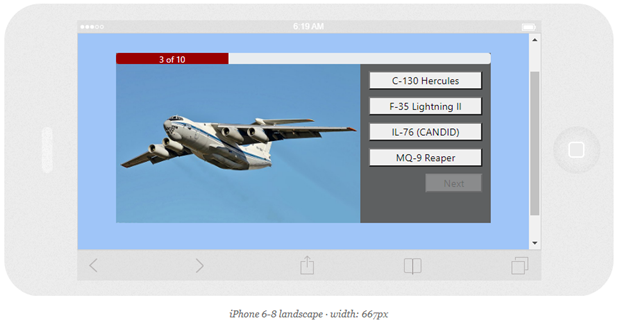 6:19 AM
3 of 10
C-130 Hercules
F-35 Lightning II
IL-76 (CANDID)
MQ-9 Reaper
Next
iPhone 6-8 landscape · width: 667px